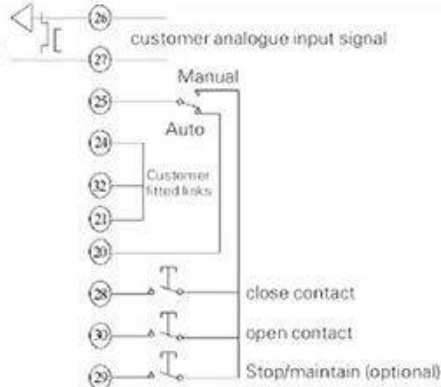 26
customer analogue input signal
27
Manual
25
Auto
24
Customer
32
fitted links
21
20
28 close contact
30 open contact
29 Stop/maintain (optional)